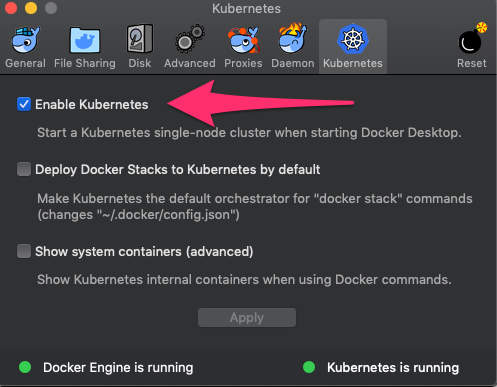 Kubernetes
General File Sharing Disk Advanced Proxies Daemon Kubernetes Reset
Enable Kubernetes
Start a Kubernetes single-node cluster when starting Docker Desktop.
Deploy Docker Stacks to Kubernetes by default
Make Kubernetes the default orchestrator for "docker stack" commands
(changes "~/.docker/config.json")
Show system containers (advanced)
Show Kubernetes internal containers when using Docker commands.
Apply
Docker Engine is running Kubernetes is running